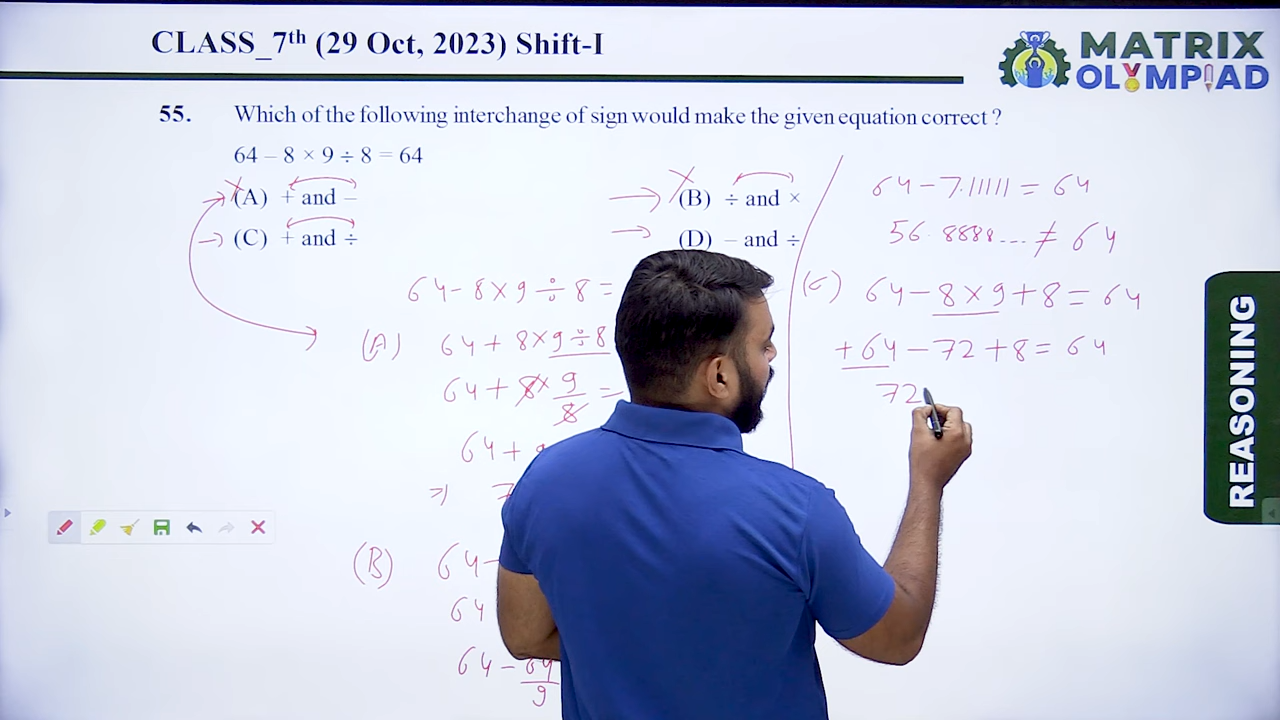 CLASS_7th (29 Oct, 2023) Shift-I
MATRIX
OLYMPIAD
55. Which of the following interchange of sign would make the given equation correct ?
64 – 8 × 9 ÷ 8 = 64
(A) + and –
(B) ÷ and ×
(C) + and ÷
(D) – and ÷
64 - 8 × 9 ÷ 8 =
(A) 64 + 8 × 9 ÷ 8
64 + 8 × 9/8 =
64 +
⇒
(B) 64 -
64
64 - 64/9
64 - 7.11111 = 64
56.8888.... ≠ 64
(C) 64 - 8 × 9 + 8 = 64
+64 - 72 + 8 = 64
72
REASONING